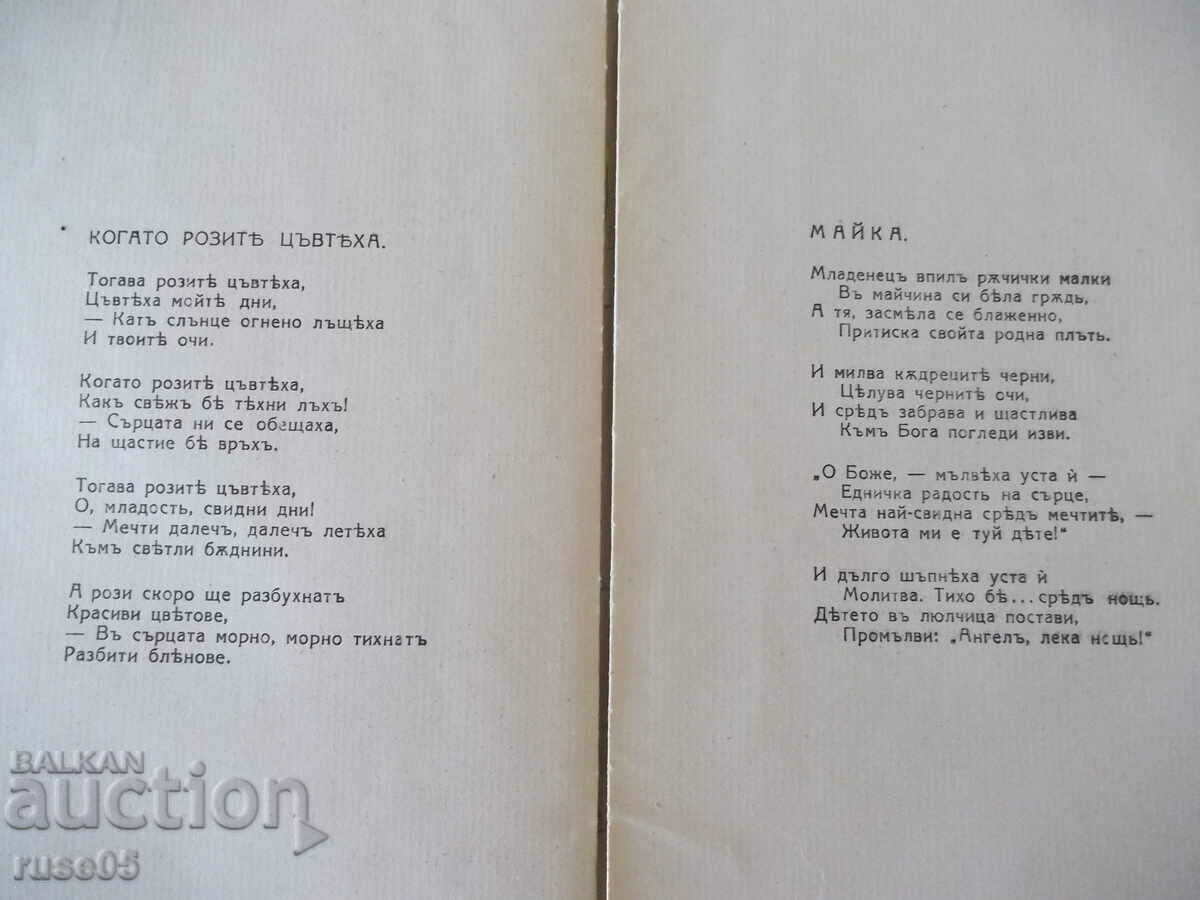 КОГАТО РОЗИТѢ ЦЪВТѢХА.
Тогава розитѣ цъвтѣха,
Цъвтѣха мойтѣ дни,
— Катъ слънце огнено лъщѣха
И твоитѣ очи.
Когато розитѣ цъвтѣха,
Какъ свѣжъ бѣ тѣхни лъхъ!
— Сърцата ни се обещаха,
На щастие бѣ връхъ.
Тогава розитѣ цъвтѣха,
О, младость, свидни дни!
— Мечти далечъ, далечъ летѣха
Къмъ свѣтли бѫднини.
А рози скоро ще разбухнатъ
Красиви цвѣтове,
— Въ сърцата морно, морно тихнатъ
Разбити блѣнове.
МАЙКА.
Младенецъ впилъ рѫчички малки
Въ майчина си бѣла грѫдь,
А тя, засмѣла се блаженно,
Притиска свойта родна плъть.
И милва кѫдрецитѣ черни,
Цѣлува чернитѣ очи,
И срѣдъ забрава и щастлива
Къмъ Бога погледи изви.
„О Боже, — мълвѣха уста ѝ —
Едничка радость на сърце,
Мечта най-свидна срѣдъ мечтитѣ, —
Живота ми е туй дѣте!“
И дълго шъпнѣха уста ѝ
Молитва. Тихо бѣ... срѣдъ нощь.
Дѣтето въ люлчица постави,
Промълви: „Ангелъ, лека нощь!“
BALKAN
auction
ruse05